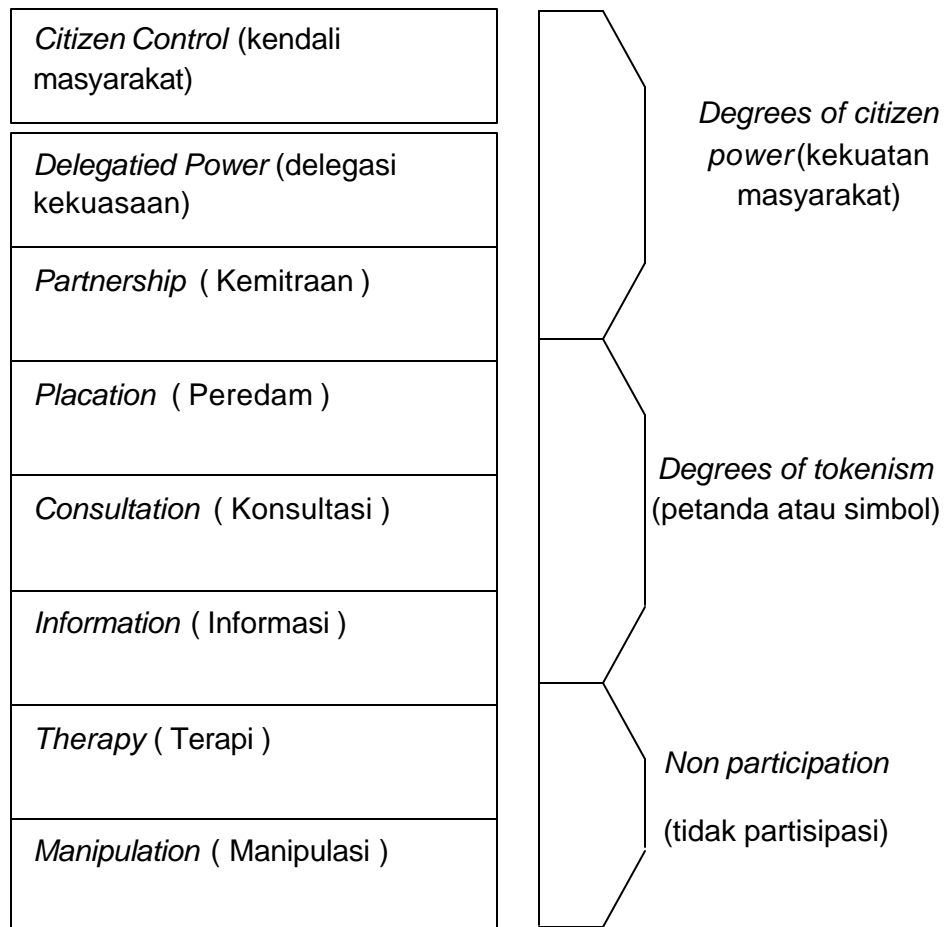 Citizen Control (kendali
masyarakat)
Delegatied Power (delegasi
kekuasaan)
Partnership ( Kemitraan )
Placation ( Peredam )
Consultation ( Konsultasi )
Information ( Informasi )
Therapy ( Terapi )
Manipulation ( Manipulasi )
Degrees of citizen
power(kekuatan
masyarakat)
Degrees of tokenism
(petanda atau simbol)
Non participation
(tidak partisipasi)